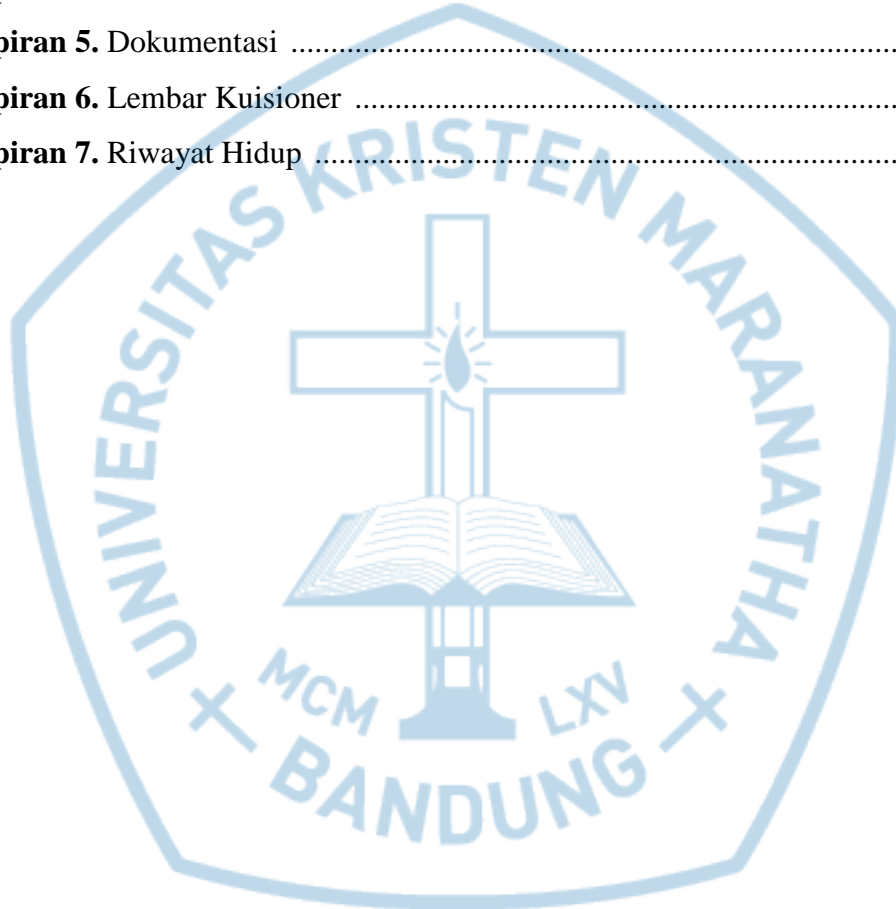 piran 5. Dokumentasi ........................................................................
piran 6. Lembar Kuisioner ................................................................
piran 7. Riwayat Hidup .....................................................................
UNIVERSITAS KRISTEN MARANATHA
MCM LXV
BANDUNG